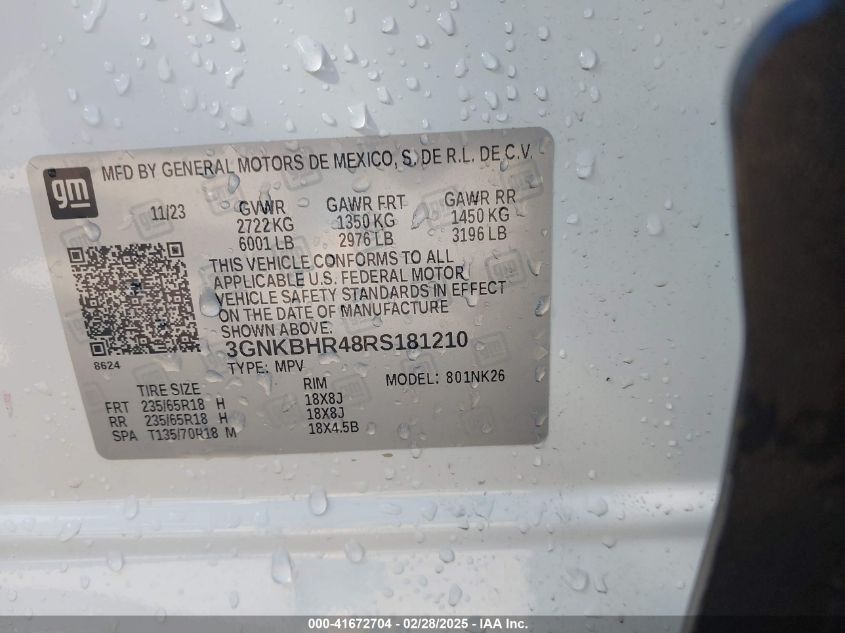 gm
MFD BY GENERAL MOTORS DE MEXICO, S. DE R.L. DE C.V.
11/23 GVWR GAWR FRT GAWR RR
2722 KG 1350 KG 1450 KG
6001 LB 2976 LB 3196 LB
THIS VEHICLE CONFORMS TO ALL
APPLICABLE U.S. FEDERAL MOTOR
VEHICLE SAFETY STANDARDS IN EFFECT
ON THE DATE OF MANUFACTURE
SHOWN ABOVE.
3GNKBHR48RS181210
8624
TYPE: MPV MODEL: 801NK26
TIRE SIZE RIM
FRT 235/65R18 H 18X8J
RR 235/65R18 H 18X8J
SPA T135/70R18 M 18X4.5B
000-41672704 - 02/28/2025 - IAA Inc.